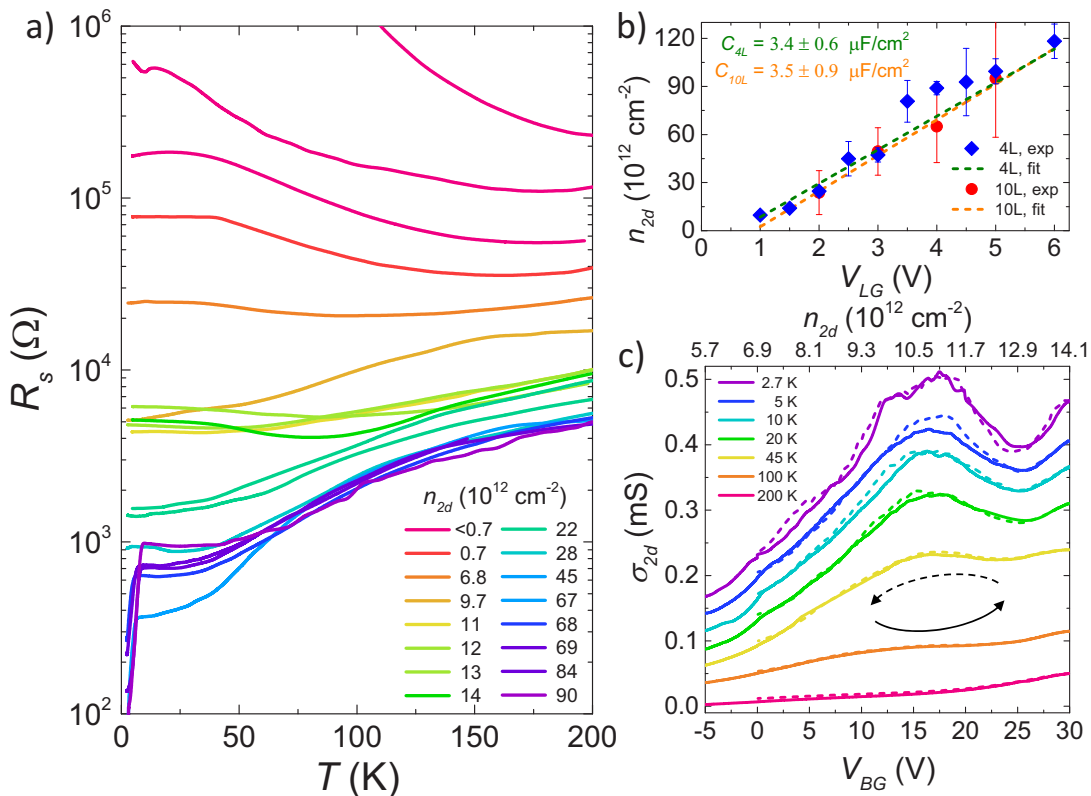 a)
R_s (Ω)
10^6
10^5
10^4
10^3
10^2
0 50 100 150 200
T (K)
n_2d (10^12 cm^-2)
<0.7 22
0.7 28
6.8 45
9.7 67
11 68
12 69
13 84
14 90
b)
C_4L = 3.4 ± 0.6 μF/cm^2
C_10L = 3.5 ± 0.9 μF/cm^2
n_2d (10^12 cm^-2)
120
90
60
30
0
4L, exp
4L, fit
10L, exp
10L, fit
0 1 2 3 4 5 6
V_LG (V)
c)
n_2d (10^12 cm^-2)
5.7 6.9 8.1 9.3 10.5 11.7 12.9 14.1
σ_2d (mS)
0.5
0.4
0.3
0.2
0.1
0.0
2.7 K
5 K
10 K
20 K
45 K
100 K
200 K
-5 0 5 10 15 20 25 30
V_BG (V)